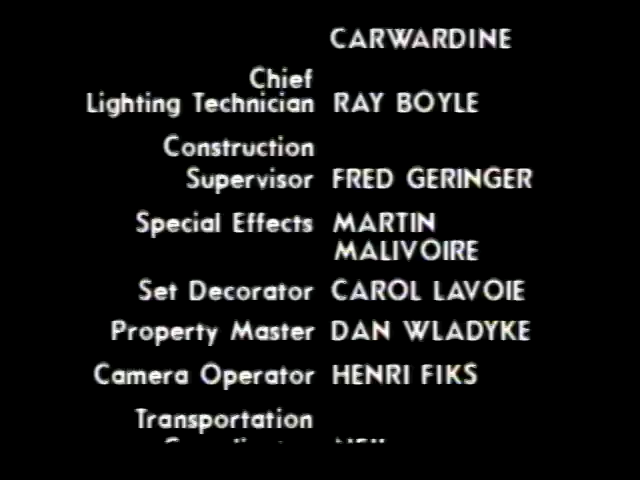 CARWARDINE
Chief
Lighting Technician RAY BOYLE
Construction
Supervisor FRED GERINGER
Special Effects MARTIN
MALIVOIRE
Set Decorator CAROL LAVOIE
Property Master DAN WLADYKE
Camera Operator HENRI FIKS
Transportation